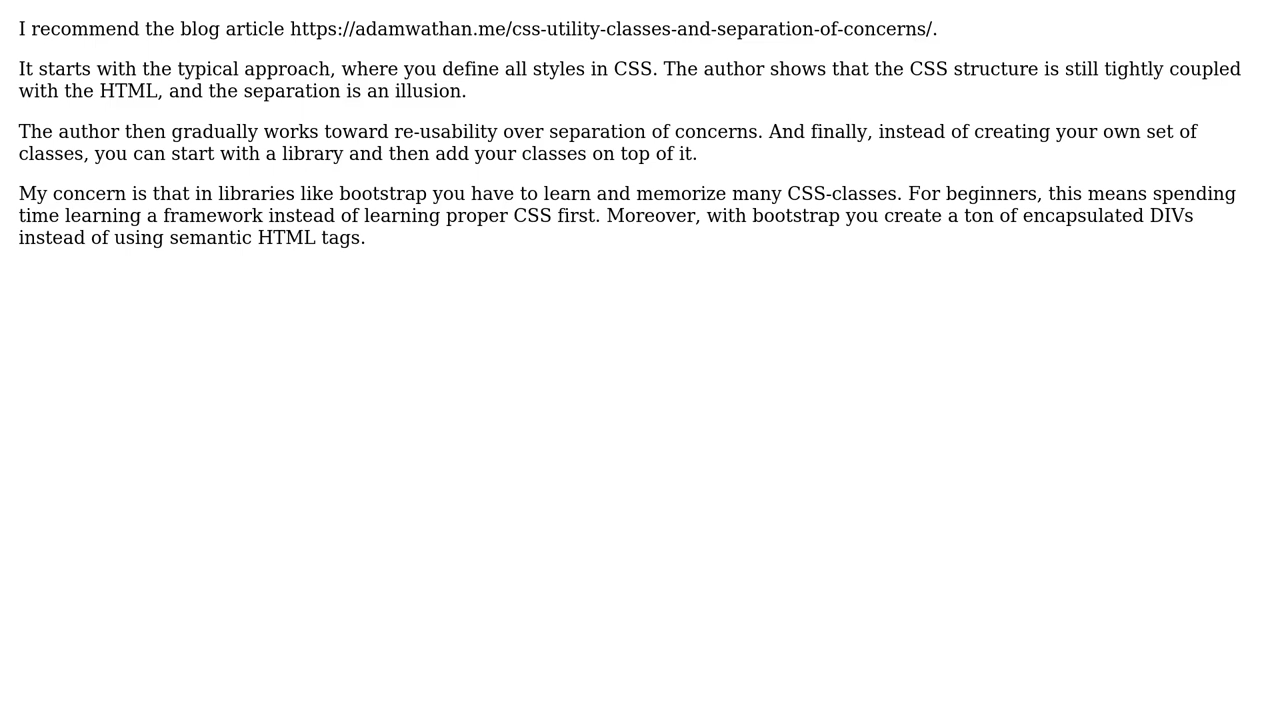 I recommend the blog article https://adamwathan.me/css-utility-classes-and-separation-of-concerns/.
It starts with the typical approach, where you define all styles in CSS. The author shows that the CSS structure is still tightly coupled
with the HTML, and the separation is an illusion.
The author then gradually works toward re-usability over separation of concerns. And finally, instead of creating your own set of
classes, you can start with a library and then add your classes on top of it.
My concern is that in libraries like bootstrap you have to learn and memorize many CSS-classes. For beginners, this means spending
time learning a framework instead of learning proper CSS first. Moreover, with bootstrap you create a ton of encapsulated DIVs
instead of using semantic HTML tags.